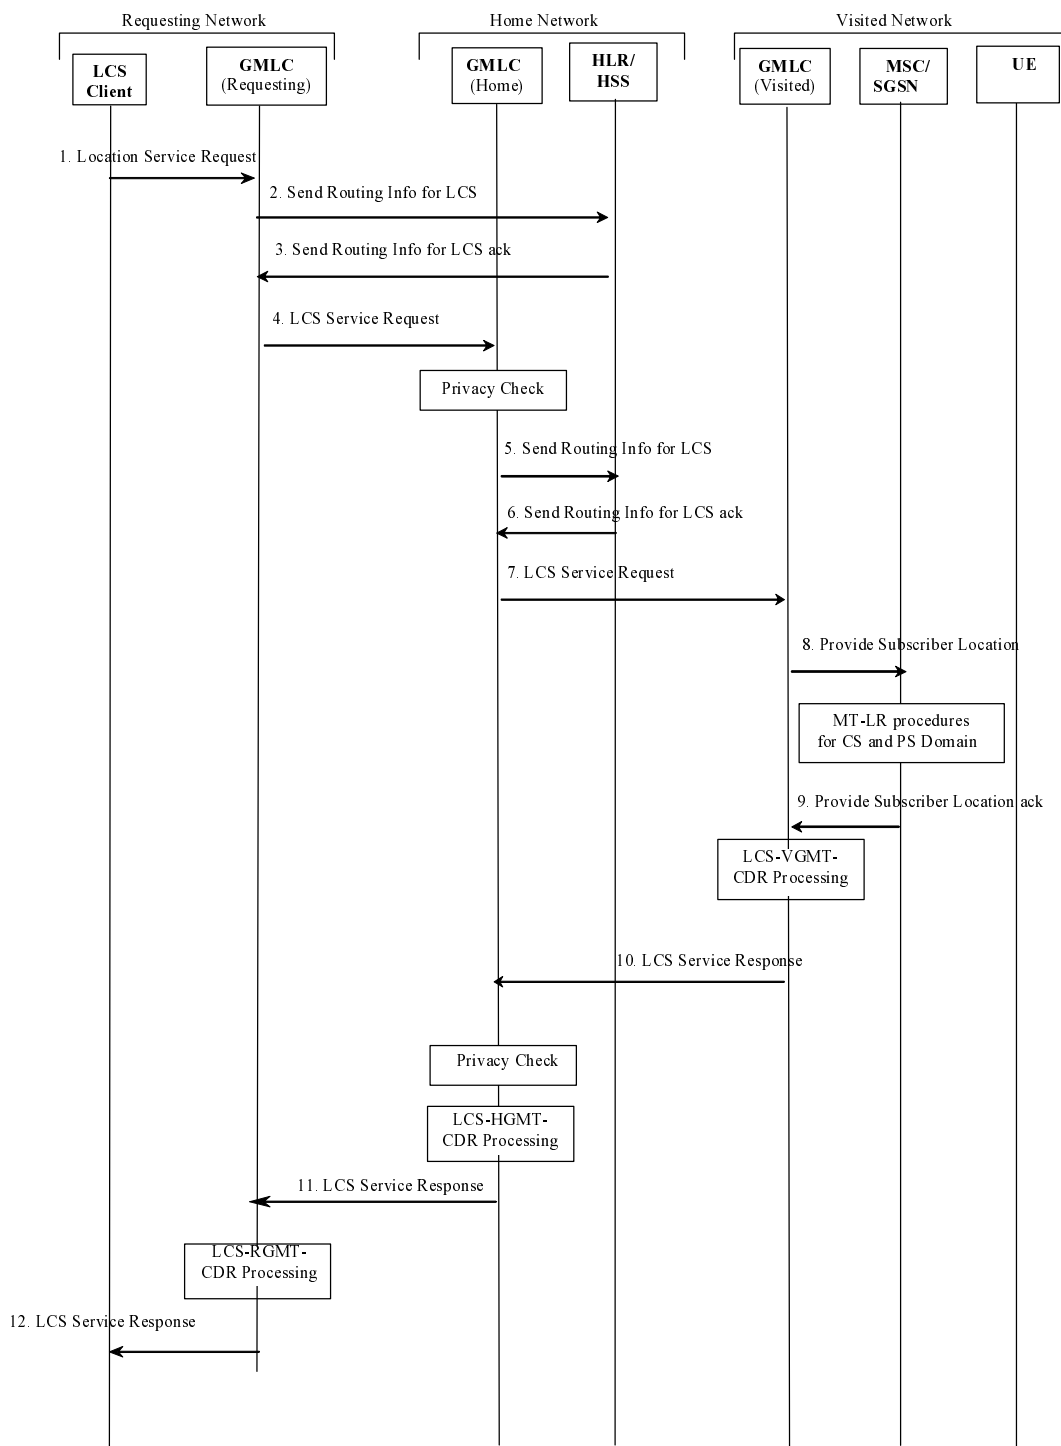 Requesting Network
Home Network
Visited Network
LCS
Client
GMLC
(Requesting)
GMLC
(Home)
HLR/
HSS
GMLC
(Visited)
MSC/
SGSN
UE
1. Location Service Request
2. Send Routing Info for LCS
3. Send Routing Info for LCS ack
4. LCS Service Request
Privacy Check
5. Send Routing Info for LCS
6. Send Routing Info for LCS ack
7. LCS Service Request
8. Provide Subscriber Location
MT-LR procedures
for CS and PS Domain
9. Provide Subscriber Location ack
LCS-VGMT-
CDR Processing
10. LCS Service Response
Privacy Check
LCS-HGMT-
CDR Processing
11. LCS Service Response
LCS-RGMT-
CDR Processing
12. LCS Service Response